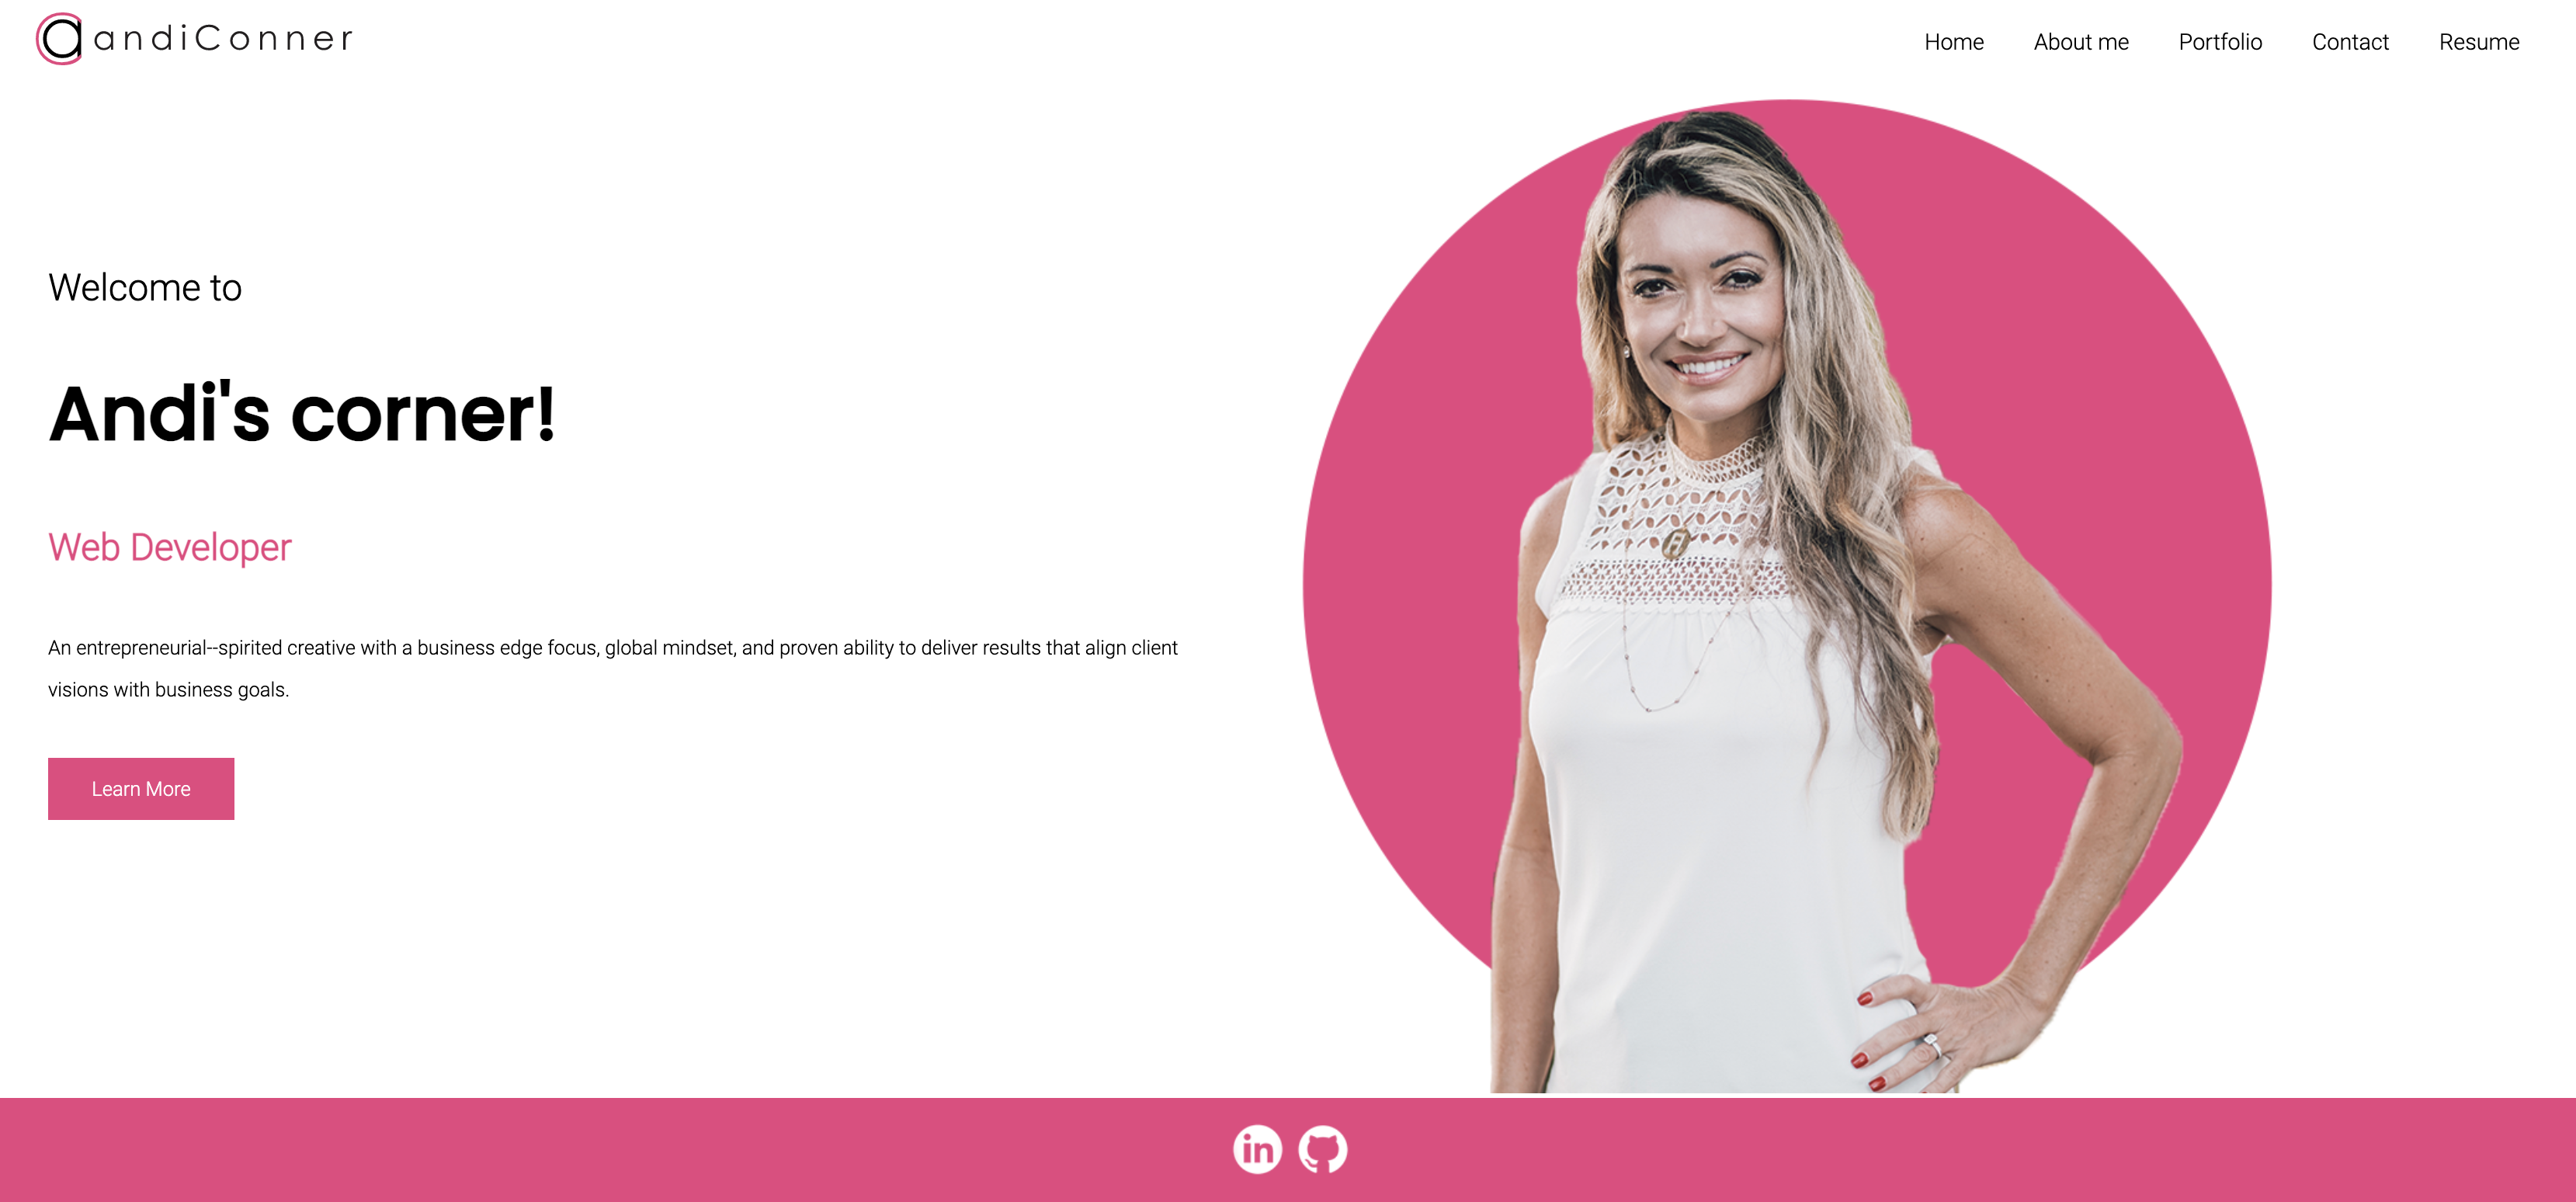 andiConner
Home About me Portfolio Contact Resume
Welcome to
Andi's corner!
Web Developer
An entrepreneurial--spirited creative with a business edge focus, global mindset, and proven ability to deliver results that align client
visions with business goals.
Learn More
in